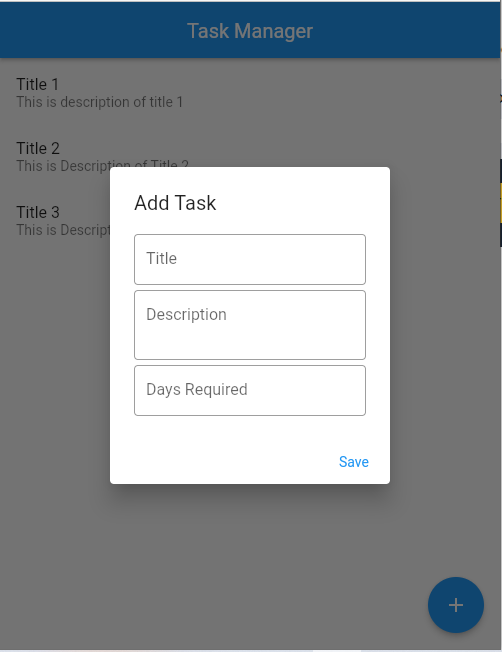 Task Manager
Title 1
This is description of title 1
Title 2
This is Description of Title 2
Title 3
This is Descript
Add Task
Title
Description
Days Required
Save